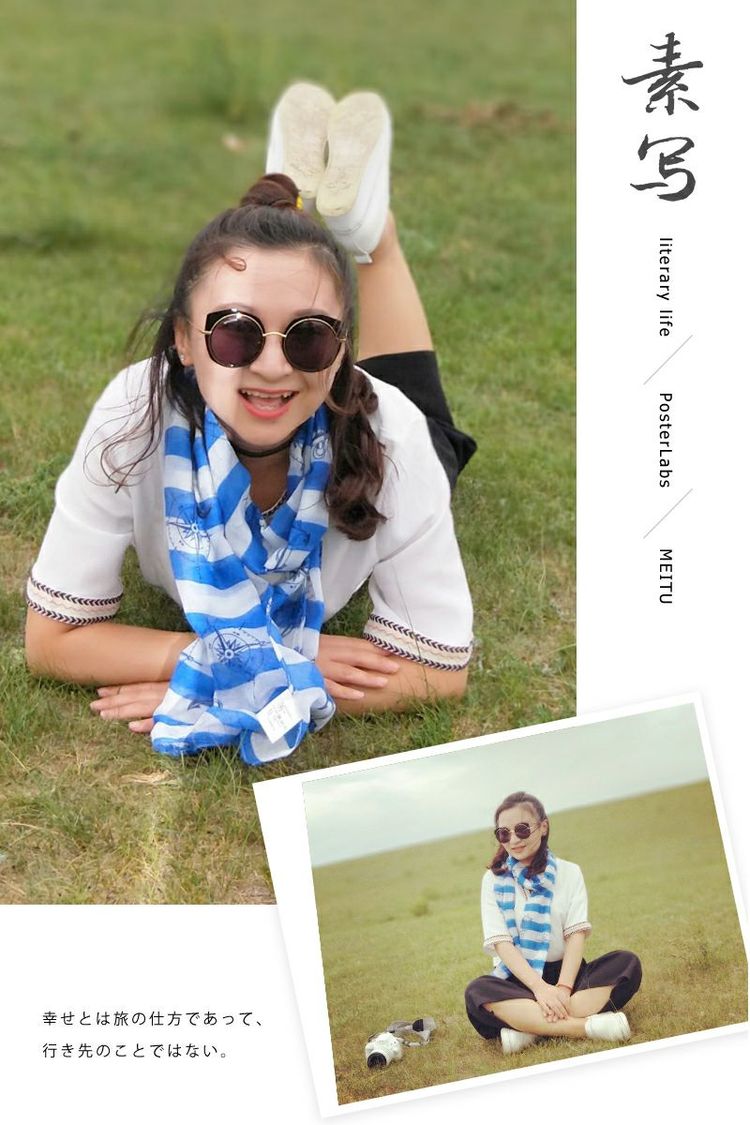 素写
literary life
PosterLabs
MEITU
幸せとは旅の仕方であって、
行き先のことではない。